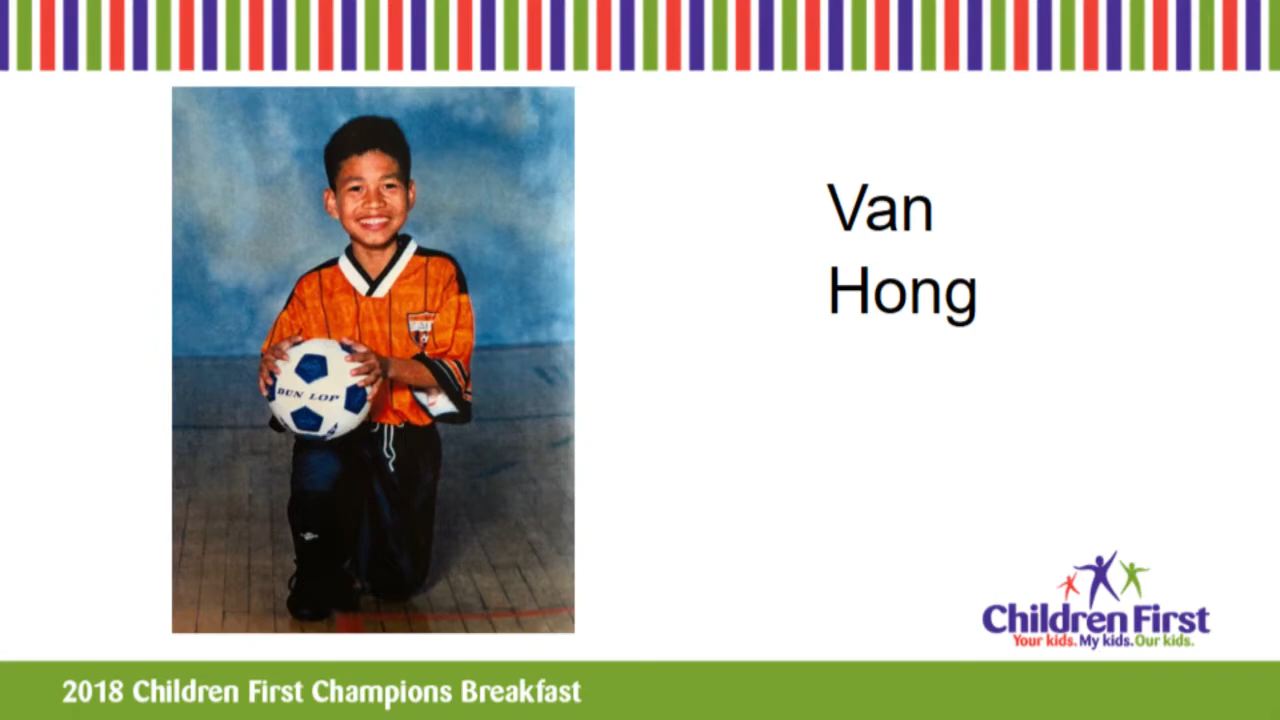 Van
Hong
DUN LOP
Children First
Your kids. My kids. Our kids.
2018 Children First Champions Breakfast